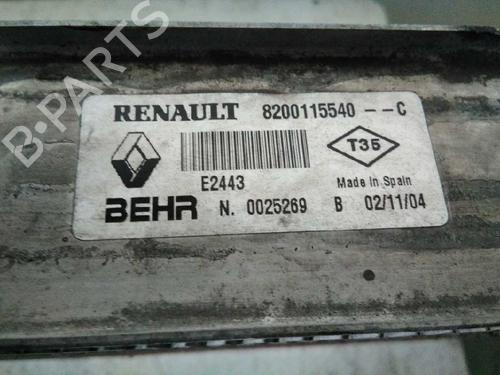 RENAULT 8200115540 --C
T35
E2443 Made in Spain
BEHR N. 0025269 B 02/11/04
B-PARTS